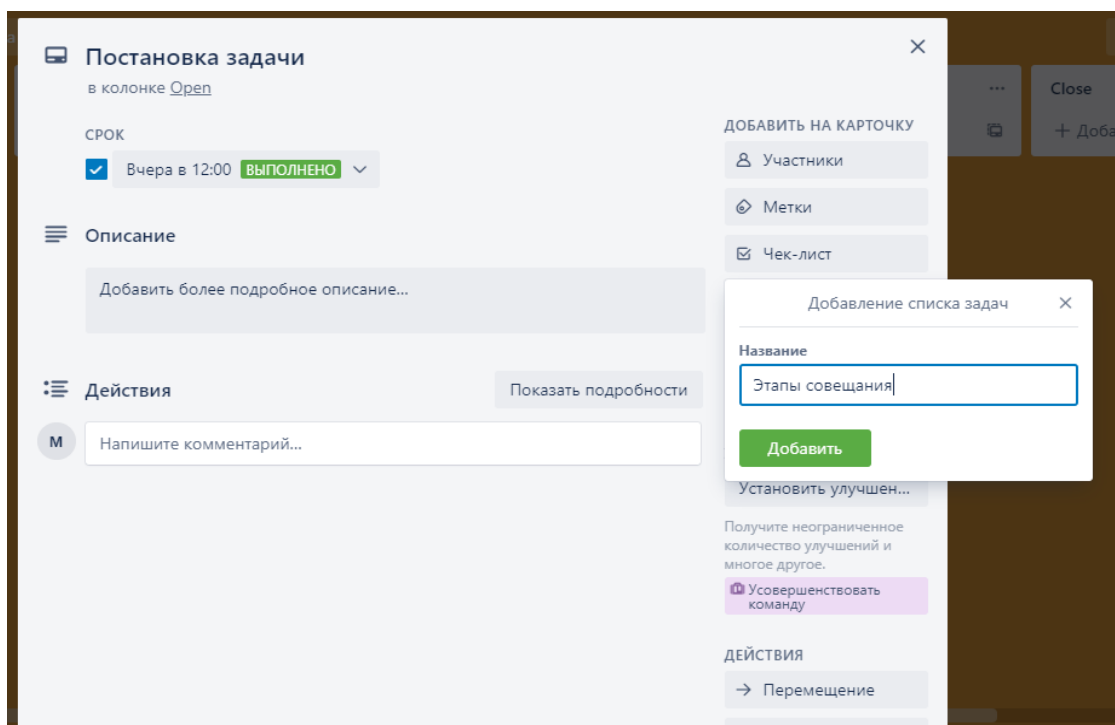 Постановка задачи
в колонке Open
СРОК
Вчера в 12:00 ВЫПОЛНЕНО
Описание
Добавить более подробное описание...
Действия
Показать подробности
М
Напишите комментарий...
ДОБАВИТЬ НА КАРТОЧКУ
Участники
Метки
Чек-лист
Добавление списка задач
Название
Этапы совещания
Добавить
Установить улучшен...
Получите неограниченное
количество улучшений и
многое другое.
Усовершенствовать
команду
ДЕЙСТВИЯ
Перемещение
Close
+ Доба